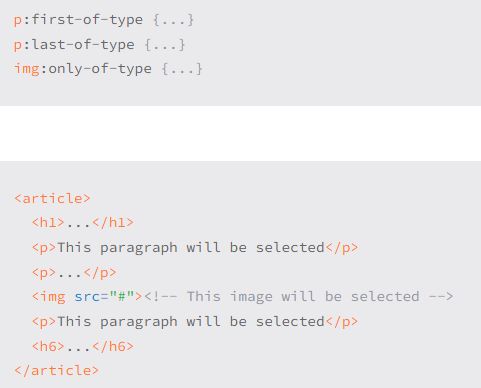 p:first-of-type {...}
p:last-of-type {...}
img:only-of-type {...}
<article>
<h1>...</h1>
<p>This paragraph will be selected</p>
<p>...</p>
<img src="#"><!-- This image will be selected -->
<p>This paragraph will be selected</p>
<h6>...</h6>
</article>